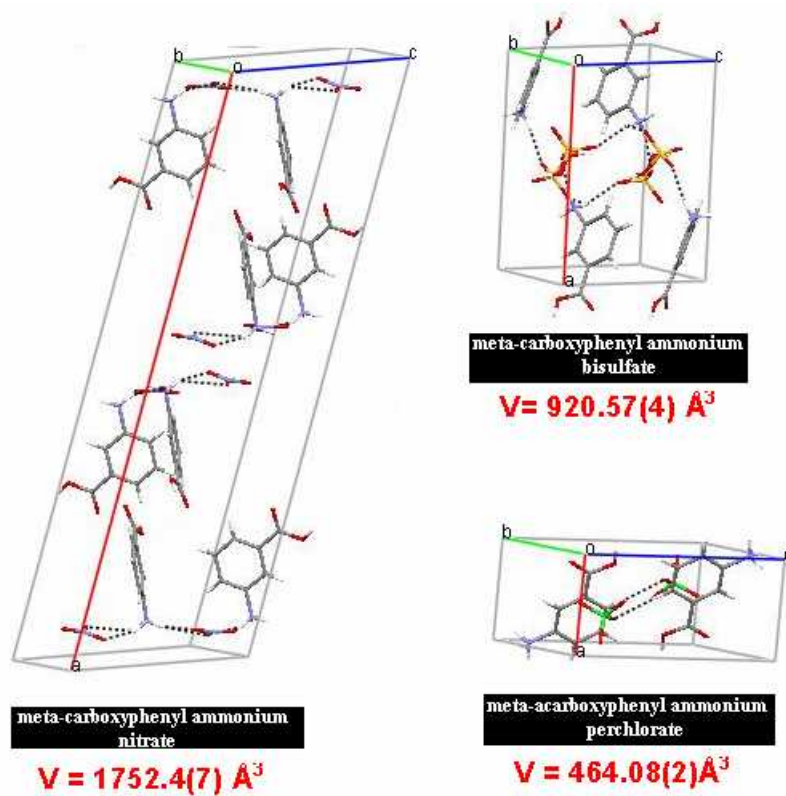 b
o
c
a
meta-carboxyphenyl ammonium
nitrate
V = 1752.4(7) Å³
b
o
c
a
meta-carboxyphenyl ammonium
bisulfate
V= 920.57(4) Å³
b
o
c
a
meta-acarboxyphenyl ammonium
perchlorate
V = 464.08(2)Å³